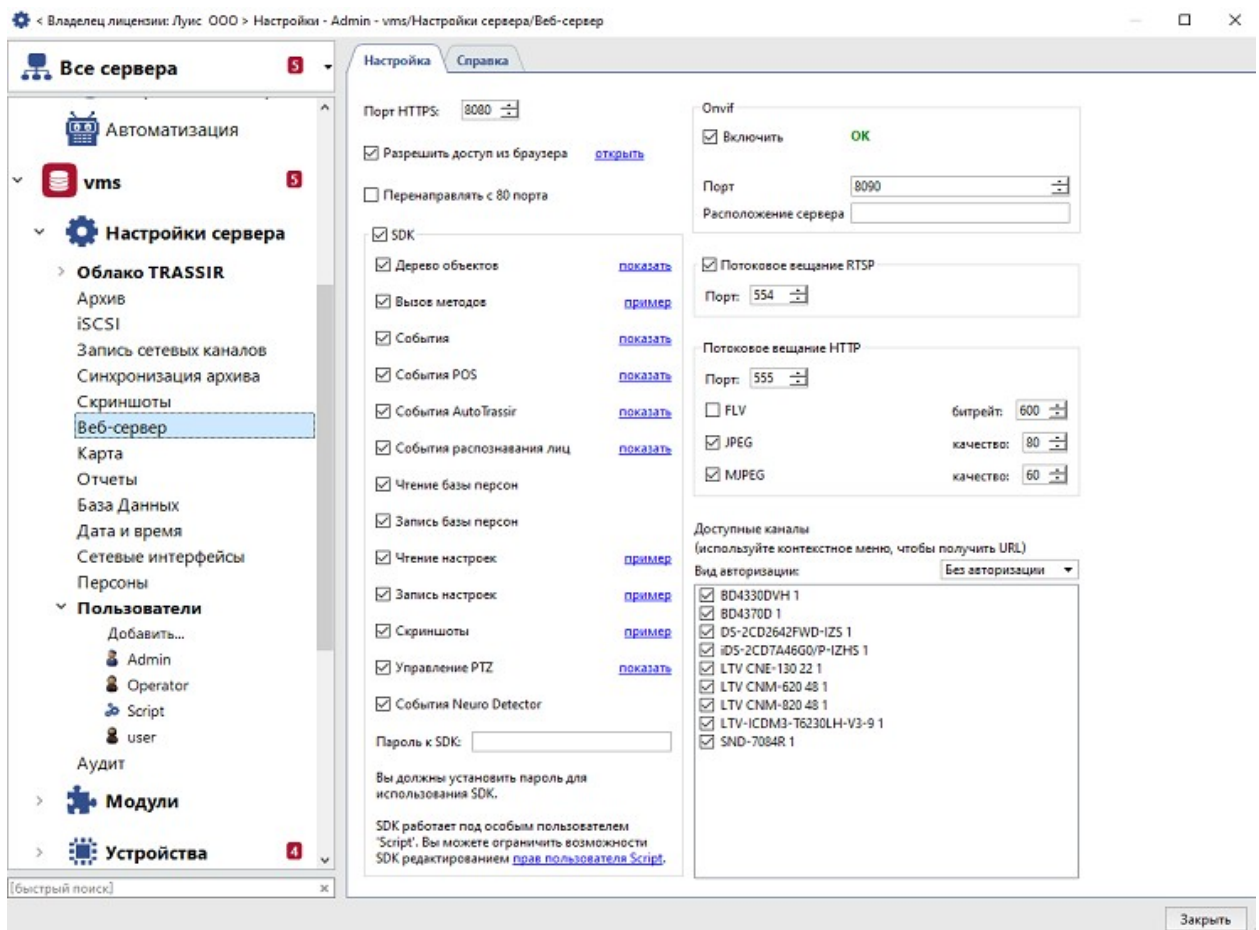 < Владелец лицензии: Луис ООО > Настройки - Admin - vms/Настройки сервера/Веб-сервер
Все сервера 5
Автоматизация
vms 5
Настройки сервера
Облако TRASSIR
Архив
iSCSI
Запись сетевых каналов
Синхронизация архива
Скриншоты
Веб-сервер
Карта
Отчеты
База Данных
Дата и время
Сетевые интерфейсы
Персоны
Пользователи
Добавить...
Admin
Operator
Script
user
Аудит
Модули
Устройства 4
[быстрый поиск]
Настройка Справка
Порт HTTPS: 8080
Разрешить доступ из браузера открыть
Перенаправлять с 80 порта
SDK
Дерево объектов показать
Вызов методов пример
События показать
События POS показать
События AutoTrassir показать
События распознавания лиц показать
Чтение базы персон
Запись базы персон
Чтение настроек пример
Запись настроек пример
Скриншоты пример
Управление PTZ показать
События Neuro Detector
Пароль к SDK:
Вы должны установить пароль для
использования SDK.
SDK работает под особым пользователем
'Script'. Вы можете ограничить возможности
SDK редактированием прав пользователя Script.
Onvif
Включить OK
Порт 8090
Расположение сервера
Потоковое вещание RTSP
Порт: 554
Потоковое вещание HTTP
Порт: 555
FLV битрейт: 600
JPEG качество: 80
MJPEG качество: 60
Доступные каналы
(используйте контекстное меню, чтобы получить URL)
Вид авторизации: Без авторизации
BD4330DVH 1
BD4370D 1
DS-2CD2642FWD-IZS 1
iDS-2CD7A46G0/P-IZHS 1
LTV CNE-130 22 1
LTV CNM-620 48 1
LTV CNM-820 48 1
LTV-ICDM3-T6230LH-V3-9 1
SND-7084R 1
Закрыть